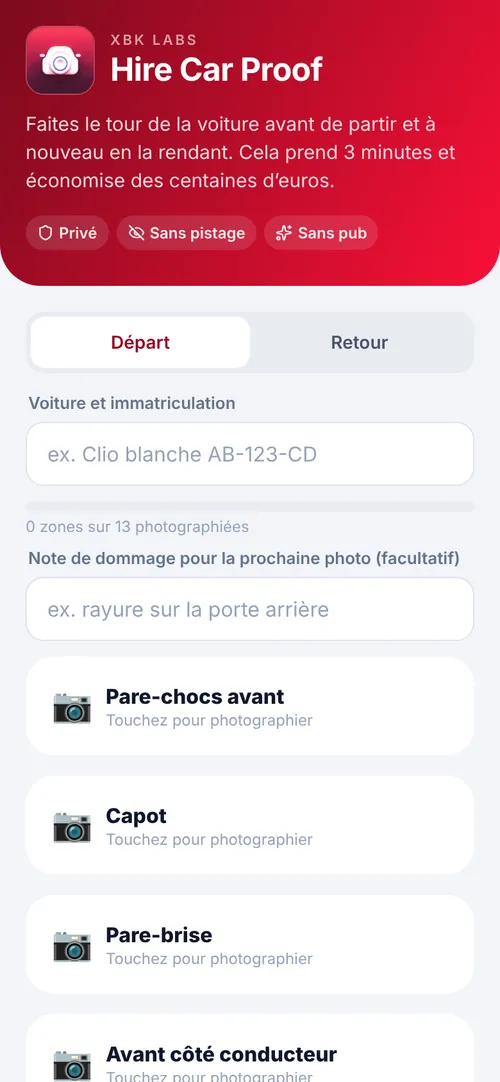 XBK LABS
Hire Car Proof
Faites le tour de la voiture avant de partir et à
nouveau en la rendant. Cela prend 3 minutes et
économise des centaines d’euros.
Privé
Sans pistage
Sans pub
Départ
Retour
Voiture et immatriculation
ex. Clio blanche AB-123-CD
0 zones sur 13 photographiées
Note de dommage pour la prochaine photo (facultatif)
ex. rayure sur la porte arrière
Pare-chocs avant
Touchez pour photographier
Capot
Touchez pour photographier
Pare-brise
Touchez pour photographier
Avant côté conducteur
Touchez pour photographier